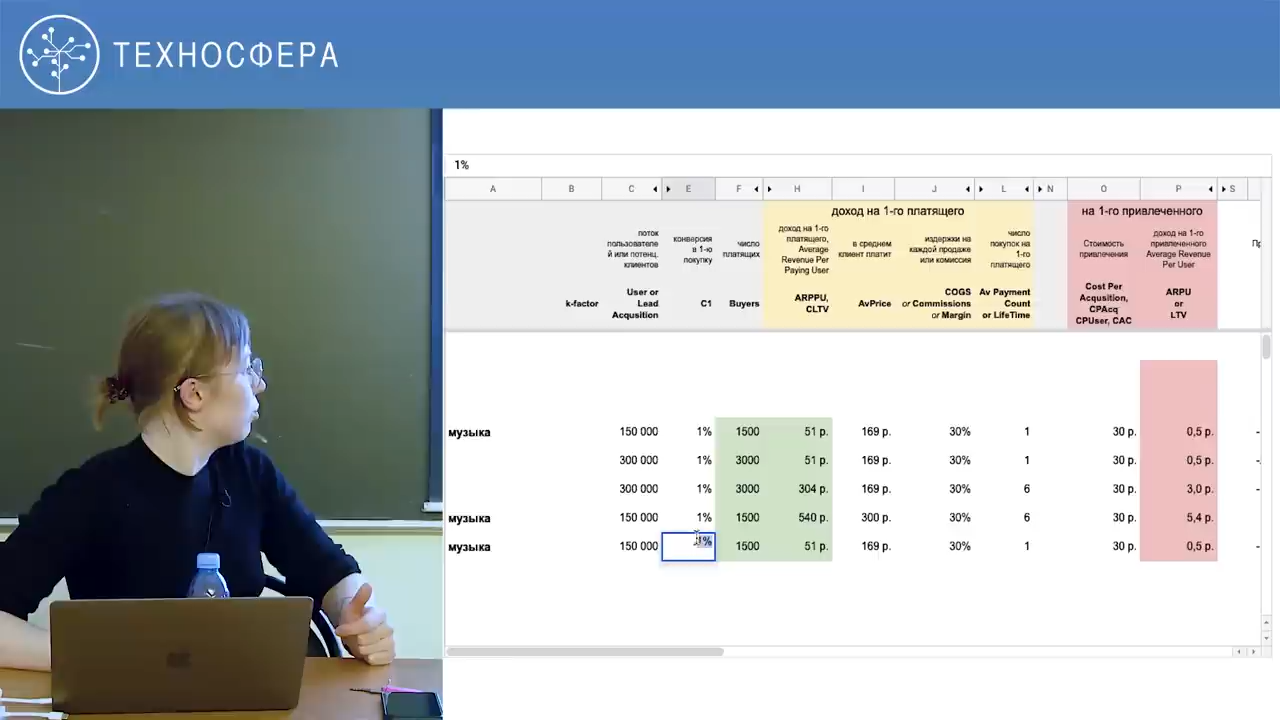 ТЕХНОСФЕРА
1%
A B C E F H I J L N O P S
доход на 1-го платящего
на 1-го привлеченного
поток
пользователе
й или потенц.
клиентов
конверсия
в 1-ю
покупку
число
платящих
доход на 1-го
платящего,
Average
Revenue Per
Paying User
в среднем
клиент платит
издержки на
каждой продаже
или комиссия
число
покупок на
1-го
платящего
Стоимость
привлечения
доход на 1-го
привлеченного
Average Revenue
Per User
k-factor
User or
Lead
Acqusition
C1
Buyers
ARPPU,
CLTV
AvPrice
COGS
or Commissions
or Margin
Av Payment
Count
or LifeTime
Cost Per
Acqusition,
CPAcq
CPUser, CAC
ARPU
or
LTV
музыка 150 000 1% 1500 51 р. 169 р. 30% 1 30 р. 0,5 р.
300 000 1% 3000 51 р. 169 р. 30% 1 30 р. 0,5 р.
300 000 1% 3000 304 р. 169 р. 30% 6 30 р. 3,0 р.
музыка 150 000 1% 1500 540 р. 300 р. 30% 6 30 р. 5,4 р.
музыка 150 000 1% 1500 51 р. 169 р. 30% 1 30 р. 0,5 р.